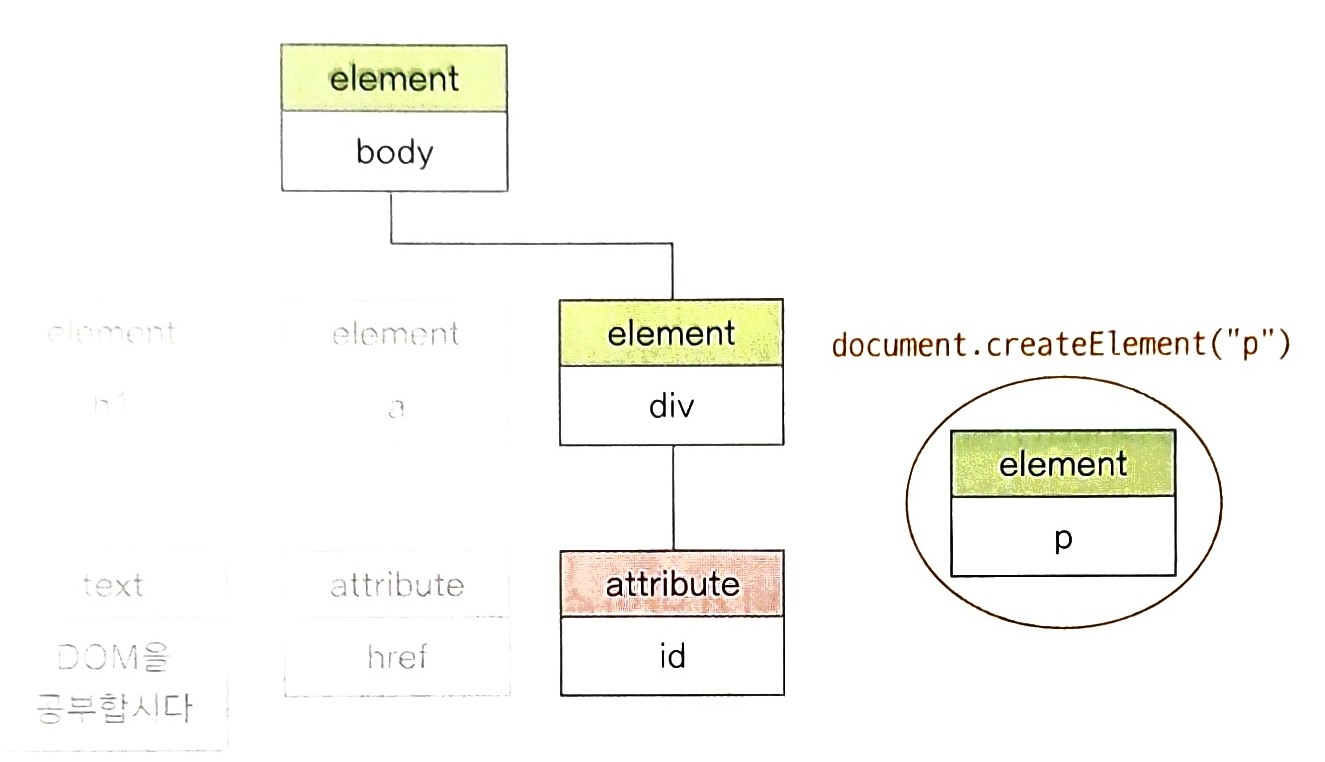 element
body
element
h1
element
a
element
div
document.createElement("p")
element
p
text
DOM을
공부합시다
attribute
href
attribute
id